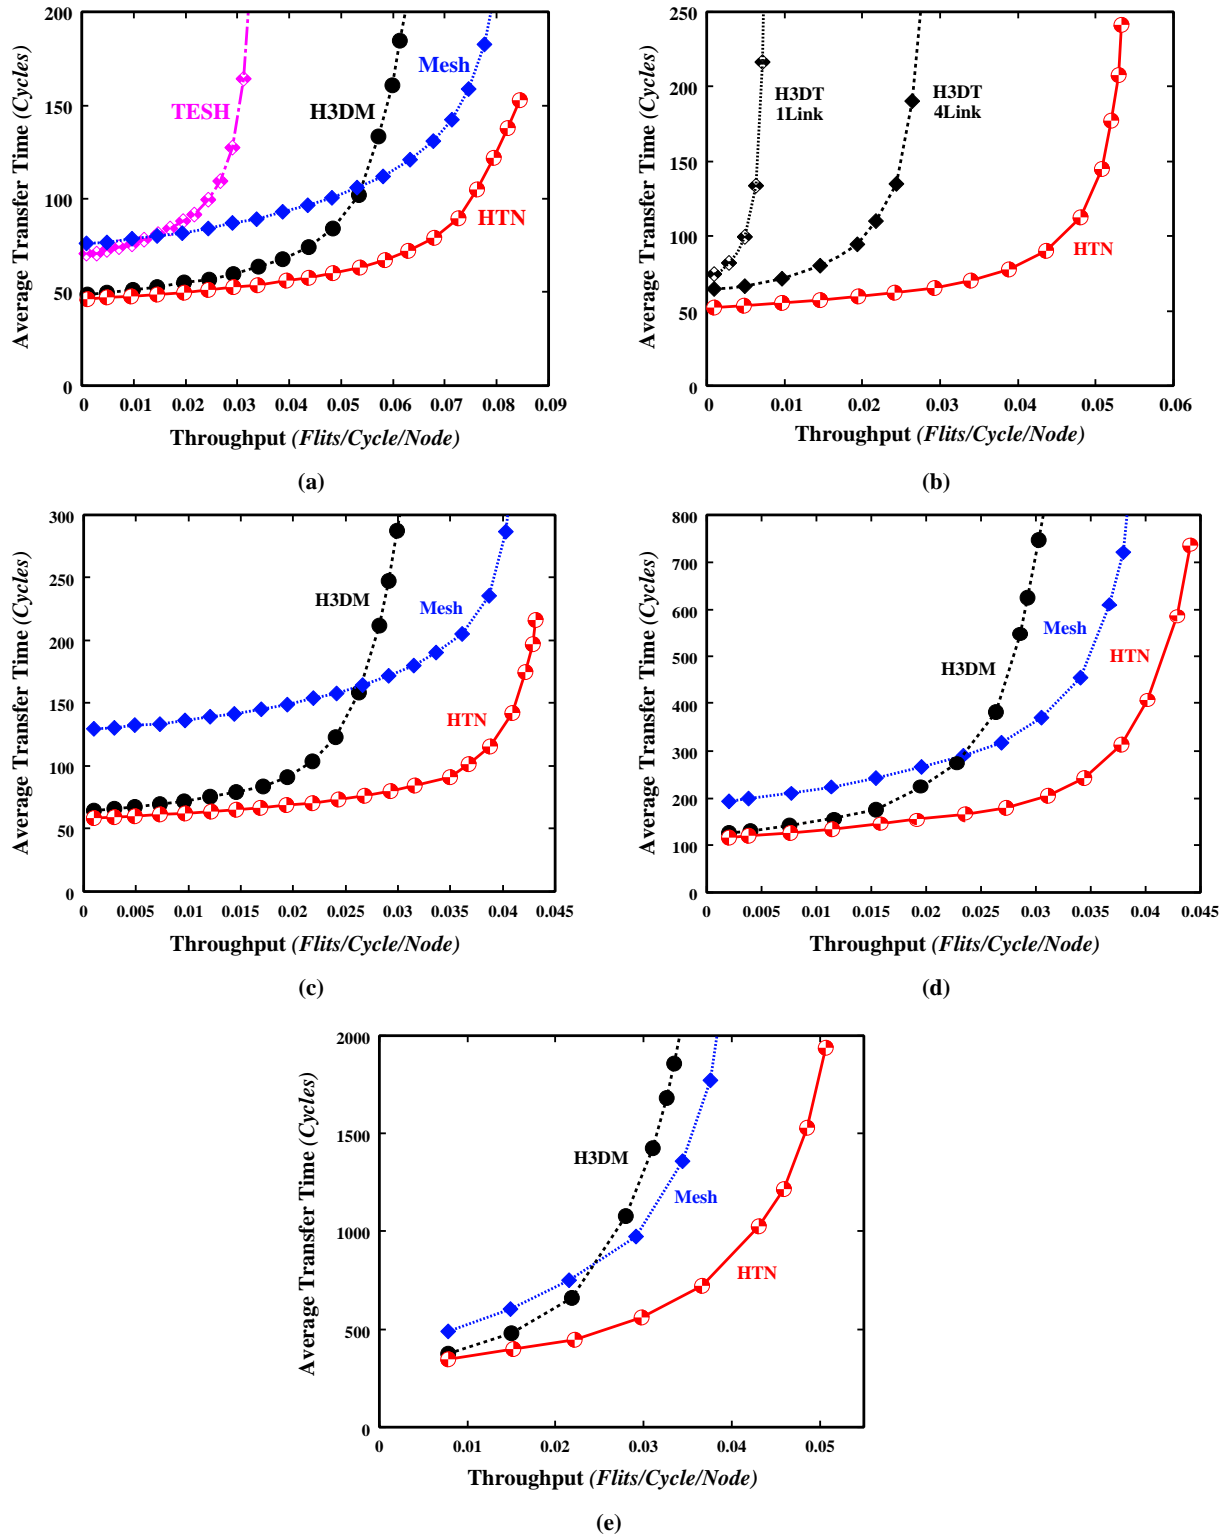 200
150
100
50
0
Average Transfer Time (Cycles)
TESH
H3DM
Mesh
HTN
0 0.01 0.02 0.03 0.04 0.05 0.06 0.07 0.08 0.09
Throughput (Flits/Cycle/Node)
(a)
250
200
150
100
50
0
Average Transfer Time (Cycles)
H3DT
1Link
H3DT
4Link
HTN
0 0.01 0.02 0.03 0.04 0.05 0.06
Throughput (Flits/Cycle/Node)
(b)
300
250
200
150
100
50
0
Average Transfer Time (Cycles)
H3DM
Mesh
HTN
0 0.005 0.01 0.015 0.02 0.025 0.03 0.035 0.04 0.045
Throughput (Flits/Cycle/Node)
(c)
800
700
600
500
400
300
200
100
0
Average Transfer Time (Cycles)
Mesh
HTN
H3DM
0 0.005 0.01 0.015 0.02 0.025 0.03 0.035 0.04 0.045
Throughput (Flits/Cycle/Node)
(d)
2000
1500
1000
500
0
Average Transfer Time (Cycles)
H3DM
Mesh
HTN
0 0.01 0.02 0.03 0.04 0.05
Throughput (Flits/Cycle/Node)
(e)